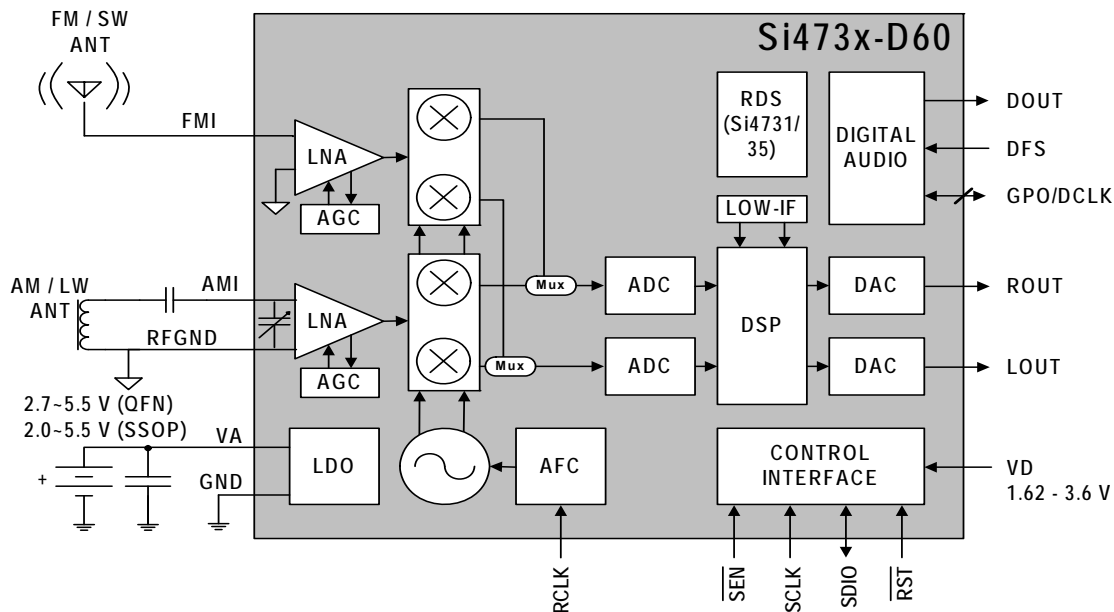 FM / SW
ANT
Si473x-D60
RDS
(Si4731/
35)
DIGITAL
AUDIO
DOUT
DFS
GPO/DCLK
FMI
LNA
AGC
LOW-IF
AM / LW
ANT
AMI
RFGND
LNA
AGC
Mux
Mux
ADC
ADC
DSP
DAC
DAC
ROUT
LOUT
2.7~5.5 V (QFN)
2.0~5.5 V (SSOP)
VA
GND
+
LDO
AFC
CONTROL
INTERFACE
VD
1.62 - 3.6 V
RCLK
SEN
SCLK
SDIO
RST